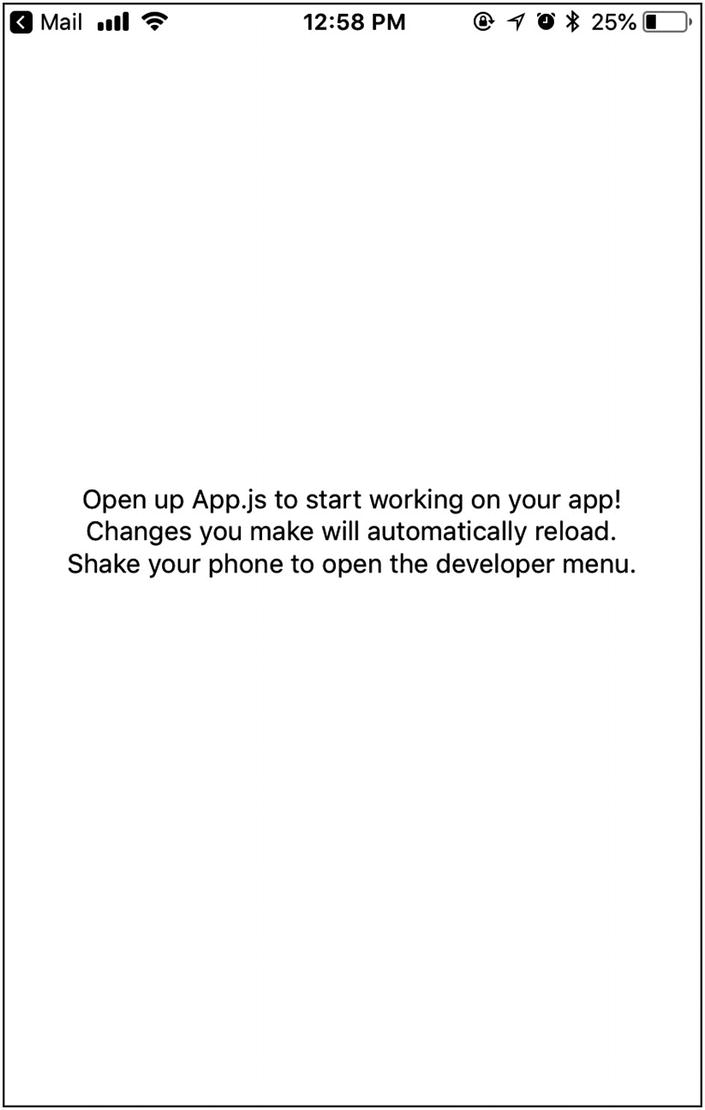 Mail 12:58 PM 25%
Open up App.js to start working on your app!
Changes you make will automatically reload.
Shake your phone to open the developer menu.